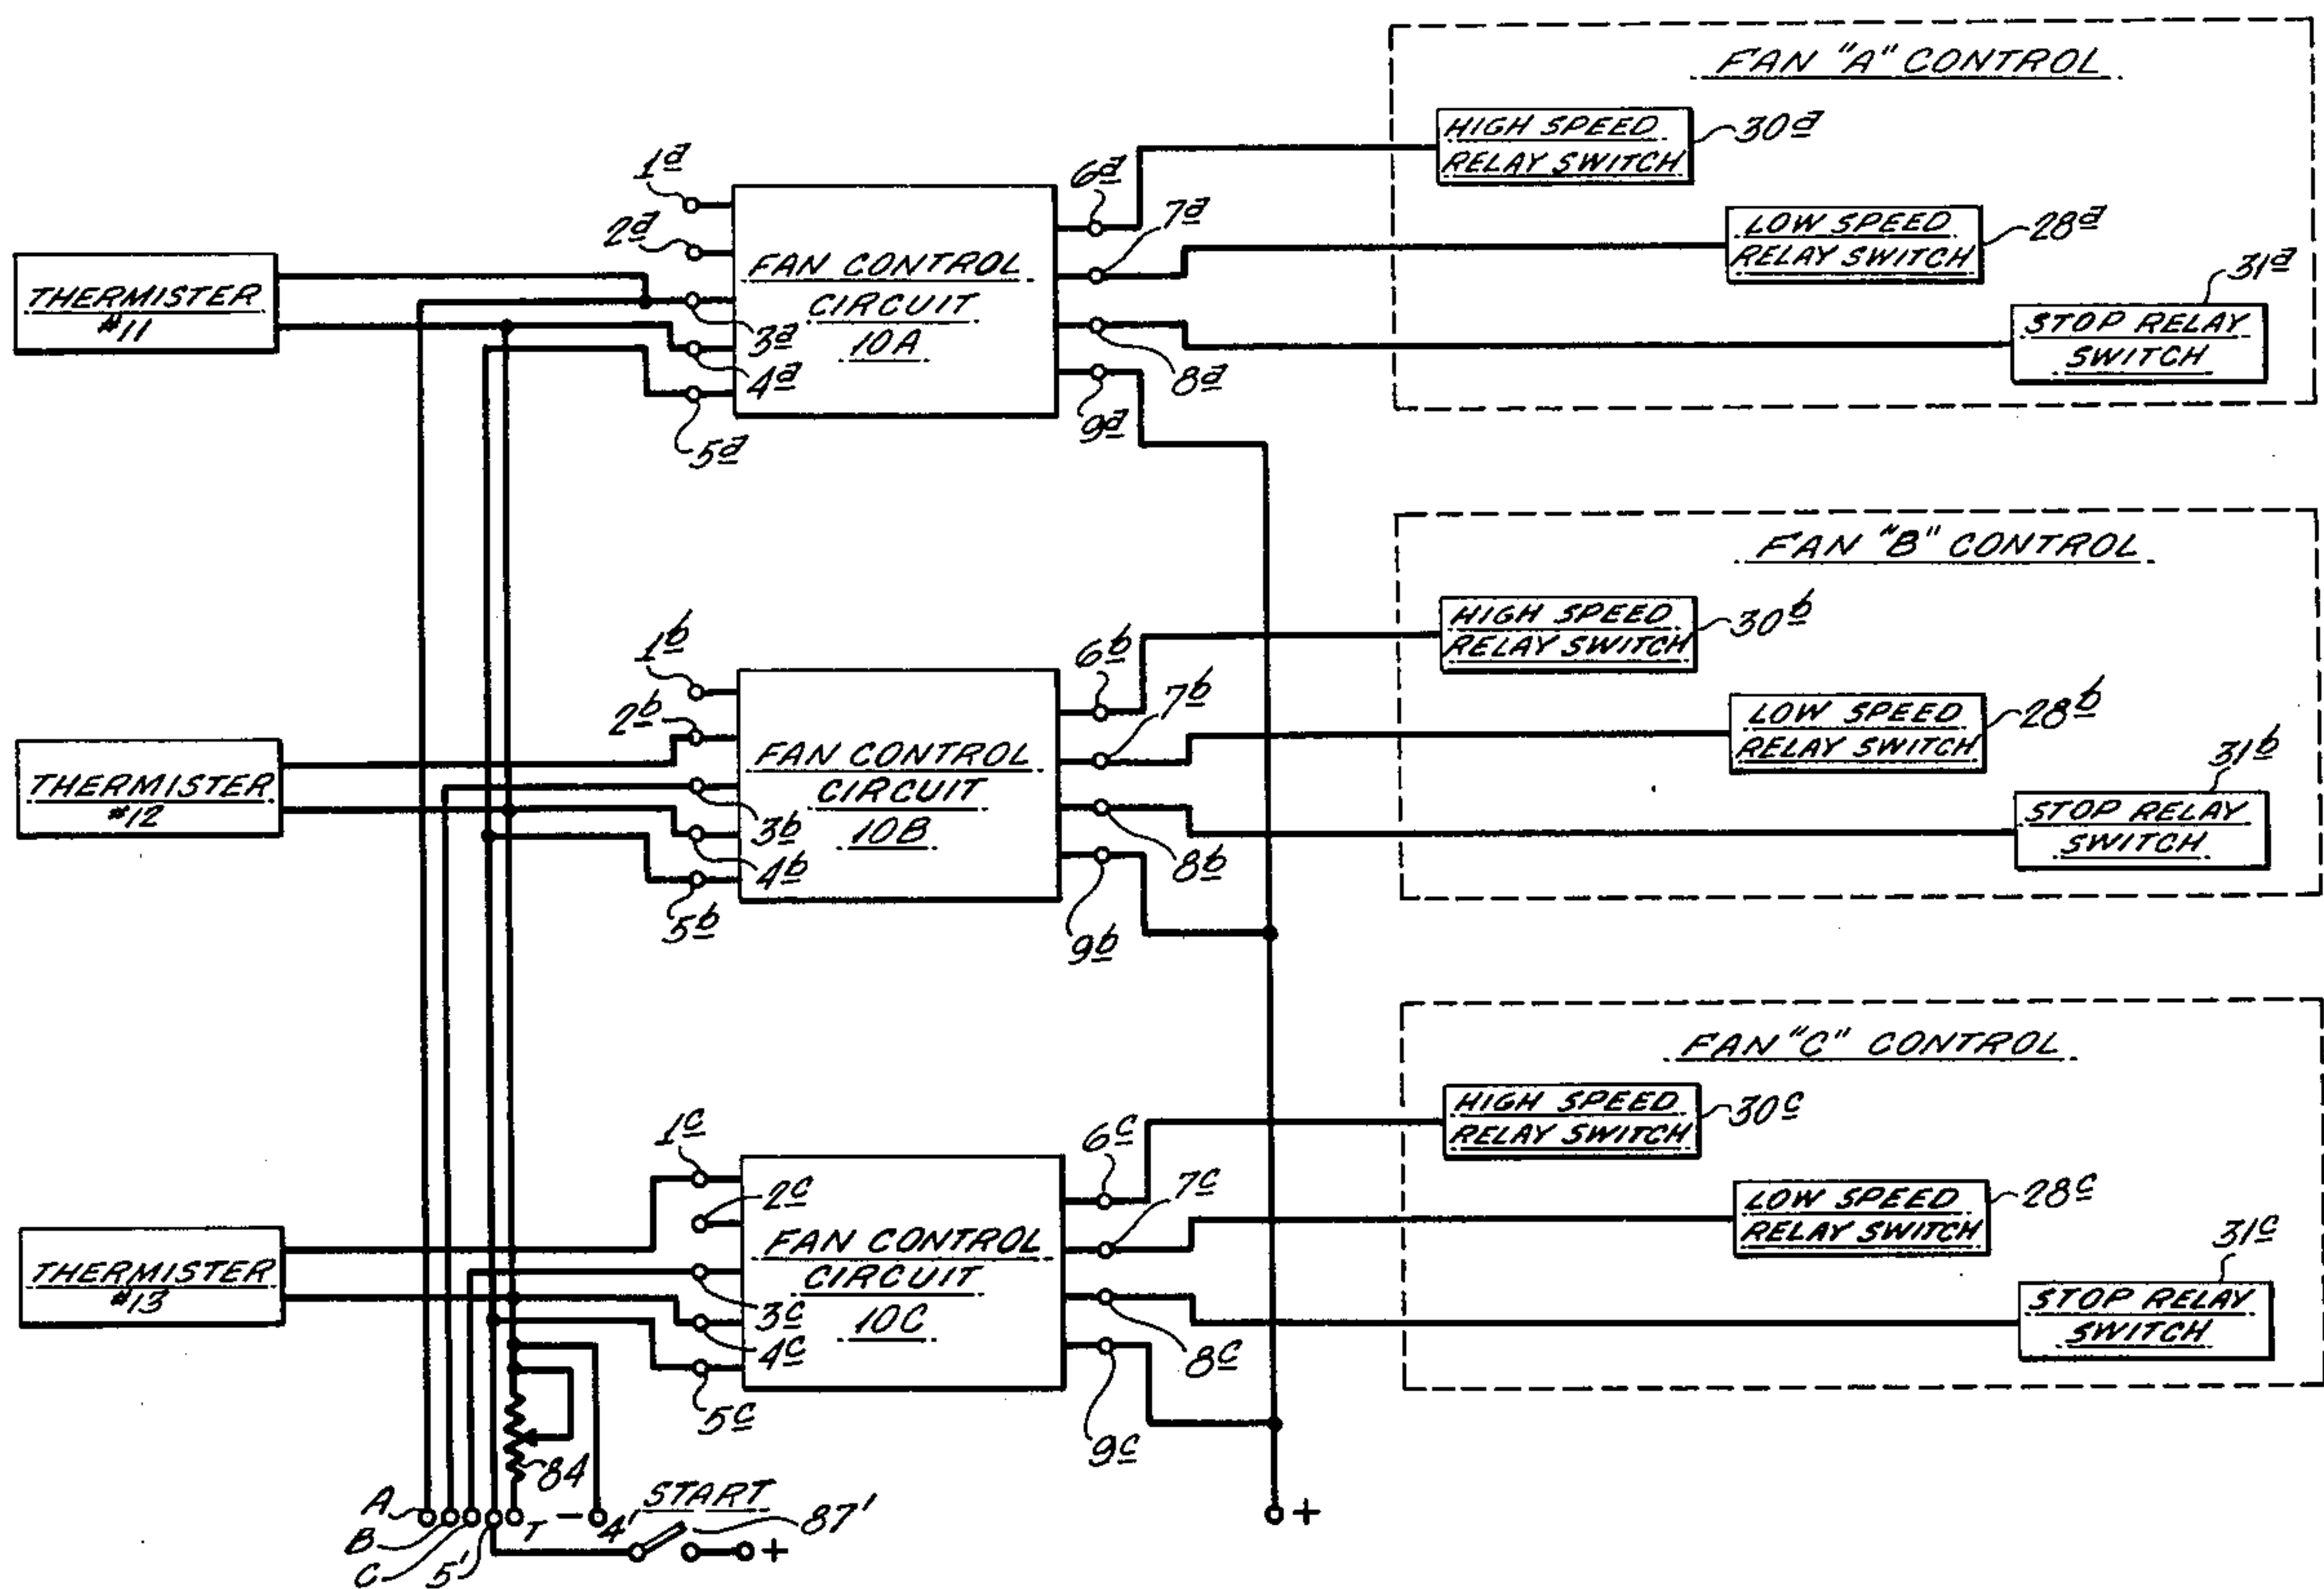 FAN "A" CONTROL
HIGH SPEED
RELAY SWITCH
30a
LOW SPEED
RELAY SWITCH
28a
STOP RELAY
SWITCH
31a
1a
2a
3a
4a
5a
FAN CONTROL
CIRCUIT
10A
6a
7a
8a
9a
THERMISTER
#11
FAN "B" CONTROL
HIGH SPEED
RELAY SWITCH
30b
LOW SPEED
RELAY SWITCH
28b
STOP RELAY
SWITCH
31b
1b
2b
3b
4b
5b
FAN CONTROL
CIRCUIT
10B
6b
7b
8b
9b
THERMISTER
#12
FAN "C" CONTROL
HIGH SPEED
RELAY SWITCH
30c
LOW SPEED
RELAY SWITCH
28c
STOP RELAY
SWITCH
31c
1c
2c
3c
4c
5c
FAN CONTROL
CIRCUIT
10C
6c
7c
8c
9c
THERMISTER
#13
84
A
B
C
5'
T
−
4'
START
87'
+
+